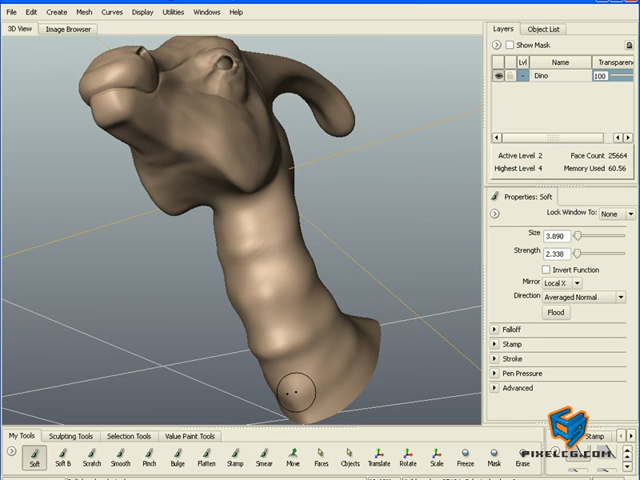 File Edit Create Mesh Curves Display Utilities Windows Help
3D View Image Browser
Layers Object List
Show Mask
Lvl Name Transparen
Dino 100
Active Level 2 Face Count 25664
Highest Level 4 Memory Used 60.56
Properties: Soft
Lock Window To: None
Size 3.890
Strength 2.338
Invert Function
Mirror Local X
Direction Averaged Normal
Flood
Falloff
Stamp
Stroke
Pen Pressure
Advanced
My Tools Sculpting Tools Selection Tools Value Paint Tools
Stamp
Soft Soft B Scratch Smooth Pinch Bulge Flatten Stamp Smear Move Faces Objects Translate Rotate Scale Freeze Mask Erase
PIXELCG.COM